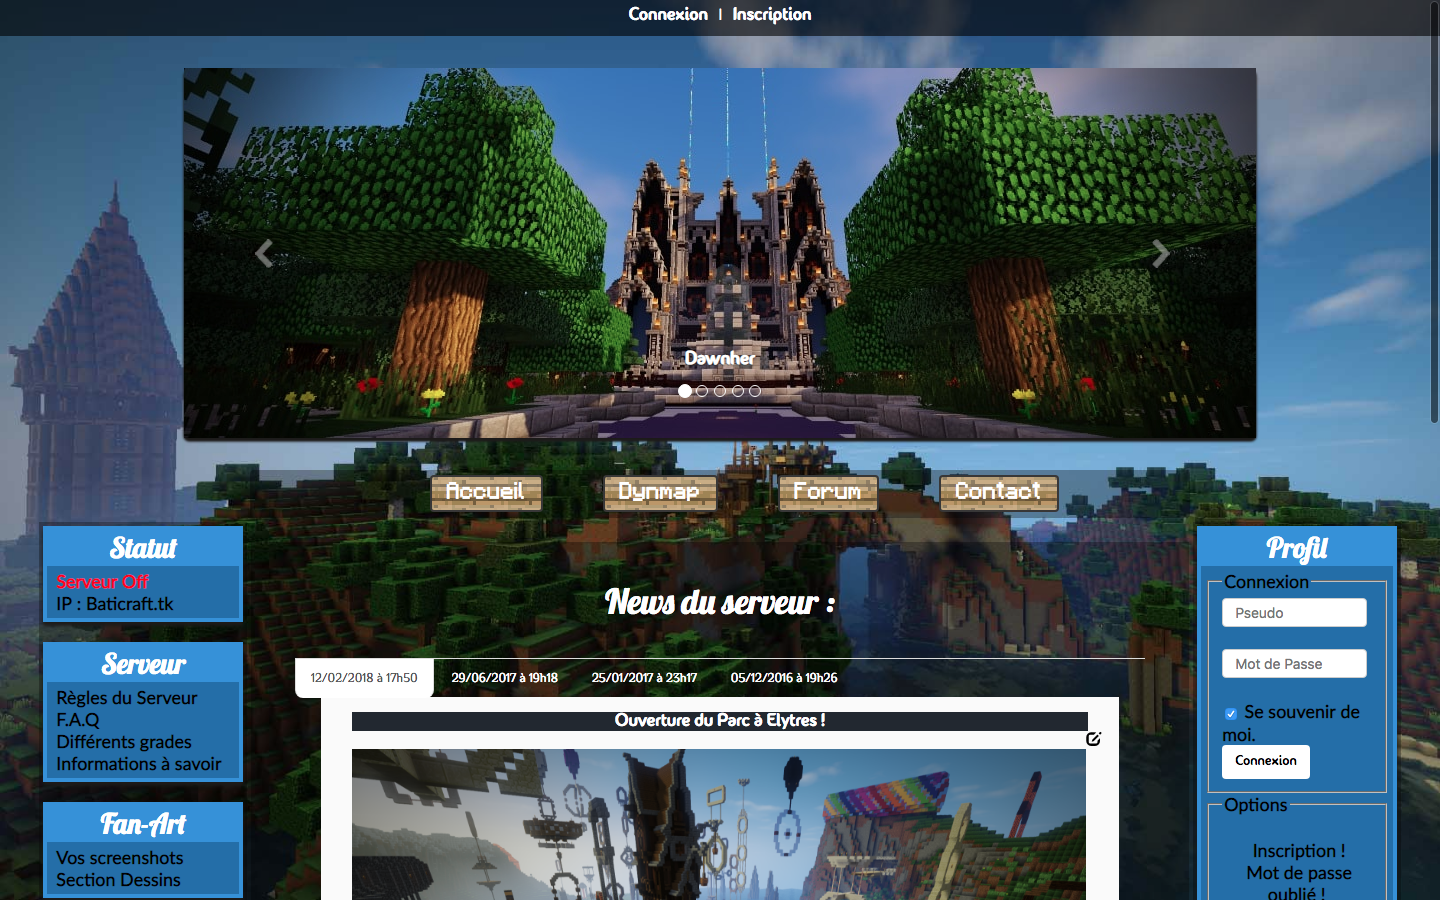 Connexion | Inscription
Dawnher
Accueil
Dynmap
Forum
Contact
Statut
Serveur Off
IP : Baticraft.tk
Serveur
Règles du Serveur
F.A.Q
Différents grades
Informations à savoir
Fan-Art
Vos screenshots
Section Dessins
News du serveur :
12/02/2018 à 17h50
29/06/2017 à 19h18
25/01/2017 à 23h17
05/12/2016 à 19h26
Ouverture du Parc à Elytres !
Profil
Connexion
Pseudo
Mot de Passe
Se souvenir de
moi.
Connexion
Options
Inscription !
Mot de passe
oublié !